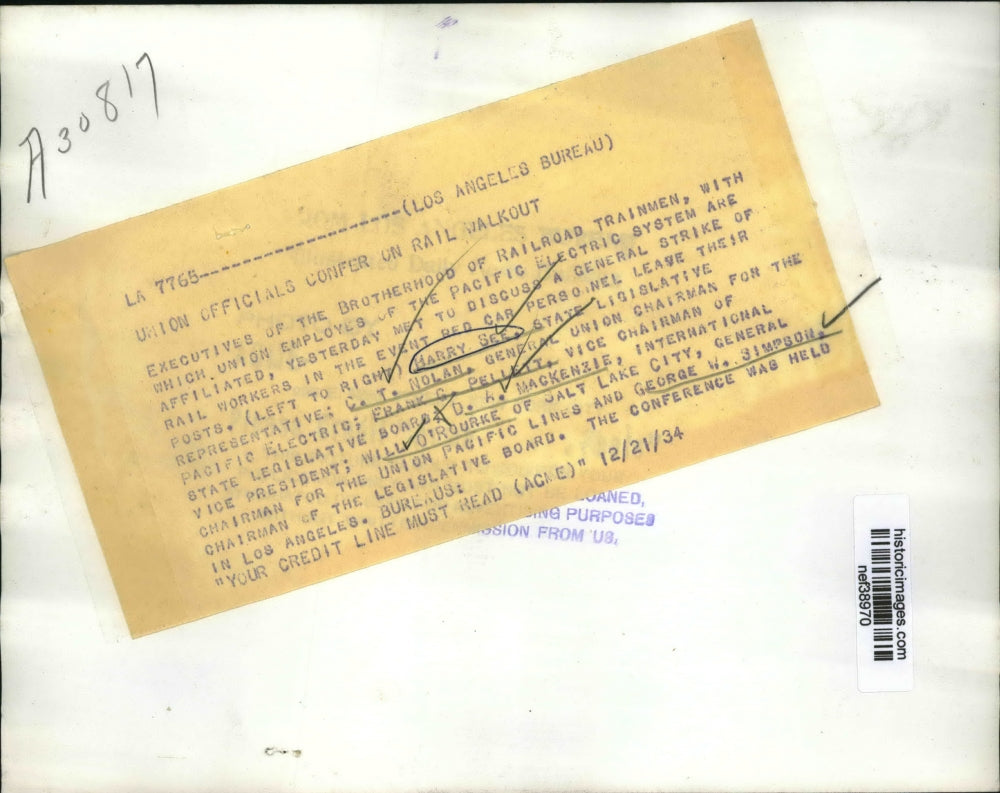 A30817
LA 7765--------------------(LOS ANGELES BUREAU)
UNION OFFICIALS CONFER ON RAIL WALKOUT
EXECUTIVES OF THE BROTHERHOOD OF RAILROAD TRAINMEN, WITH
WHICH UNION EMPLOYES OF THE PACIFIC ELECTRIC SYSTEM ARE
AFFILIATED, YESTERDAY MET TO DISCUSS A GENERAL STRIKE OF
RAIL WORKERS IN THE EVENT RED CAR PERSONNEL LEAVE THEIR
POSTS. (LEFT TO RIGHT) HARRY SEE, STATE LIGISLATIVE
REPRESENTATIVE; C. T. NOLAN, GENERAL UNION CHAIRMAN FOR THE
PACIFIC ELECTRIC; FRANK G. PELLETT, VICE CHAIRMAN OF
STATE LEGISLATIVE BOARD; D. A. MACKENZIE, INTERNATIONAL
VICE PRESIDENT; WILL O'ROURKE OF SALT LAKE CITY, GENERAL
CHAIRMAN FOR THE UNION PACIFIC LINES AND GEORGE W. SIMPSON,
CHAIRMAN OF THE LEGISLATIVE BOARD. THE CONFERENCE WAS HELD
IN LOS ANGELES. BUREAUS:
"YOUR CREDIT LINE MUST READ (ACME)" 12/21/34
BE LOANED,
PURPOSES
FROM US,
historicimages.com
nef38970